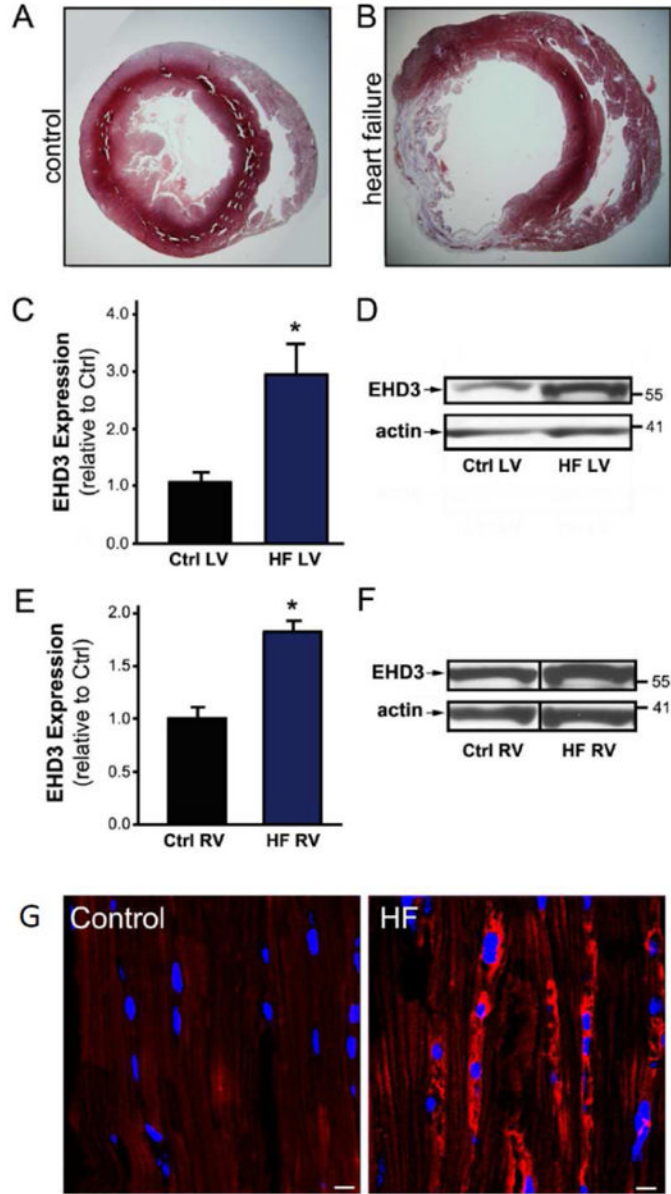 A
control
B
heart failure
C
EHD3 Expression
(relative to Ctrl)
4.0
3.0
2.0
1.0
0.0
*
Ctrl LV
HF LV
D
EHD3
55
actin
41
Ctrl LV
HF LV
E
EHD3 Expression
(relative to Ctrl)
2.0
1.5
1.0
0.5
0.0
*
Ctrl RV
HF RV
F
EHD3
55
actin
41
Ctrl RV
HF RV
G
Control
HF